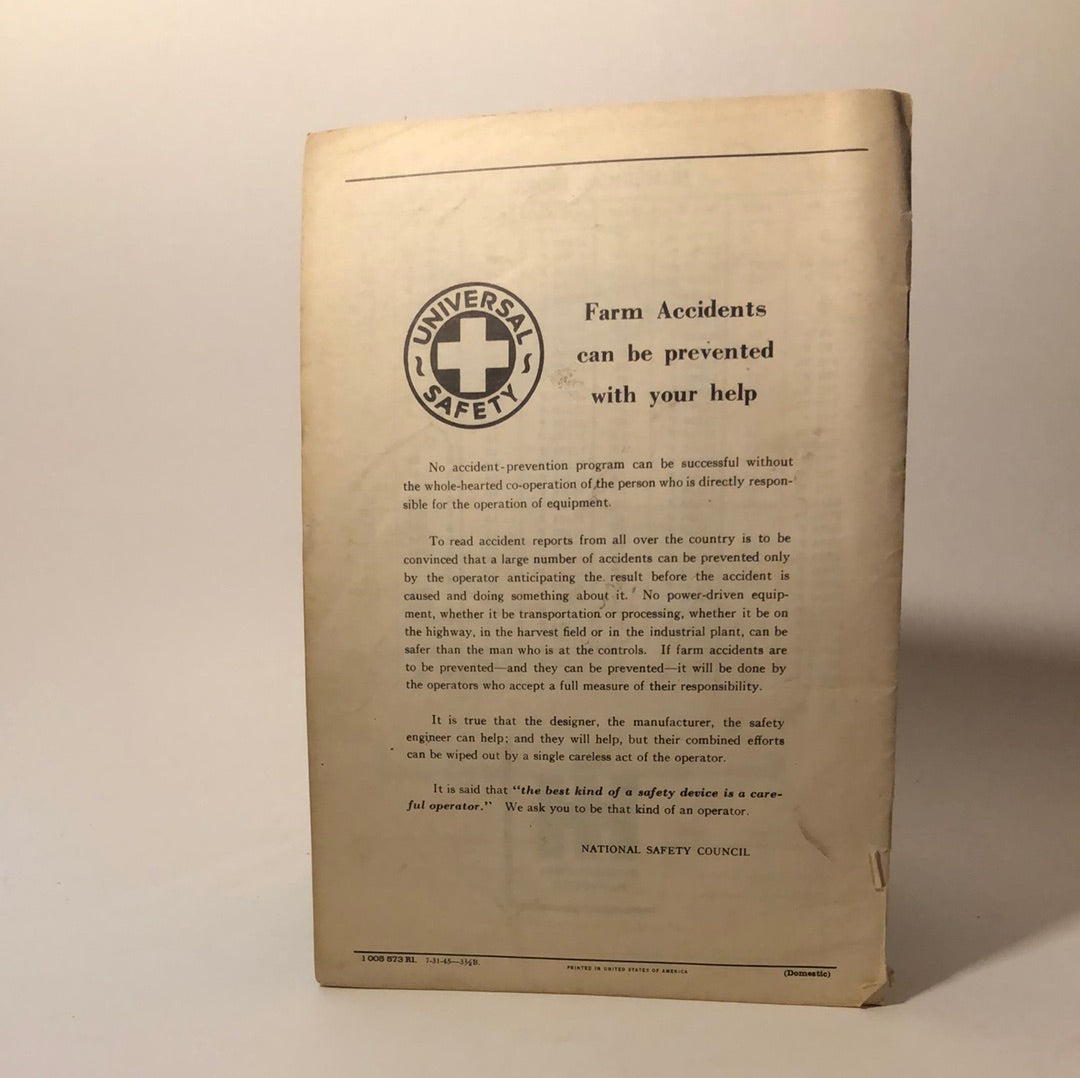 UNIVERSAL
SAFETY
Farm Accidents
can be prevented
with your help
No accident-prevention program can be successful without
the whole-hearted co-operation of the person who is directly respon-
sible for the operation of equipment.
To read accident reports from all over the country is to be
convinced that a large number of accidents can be prevented only
by the operator anticipating the result before the accident is
caused and doing something about it. No power-driven equip-
ment, whether it be transportation or processing, whether it be on
the highway, in the harvest field or in the industrial plant, can be
safer than the man who is at the controls. If farm accidents are
to be prevented—and they can be prevented—it will be done by
the operators who accept a full measure of their responsibility.
It is true that the designer, the manufacturer, the safety
engineer can help; and they will help, but their combined efforts
can be wiped out by a single careless act of the operator.
It is said that "the best kind of a safety device is a care-
ful operator." We ask you to be that kind of an operator.
NATIONAL SAFETY COUNCIL
1 005 573 R1. 7-31-45—3½B.
PRINTED IN UNITED STATES OF AMERICA
(Domestic)